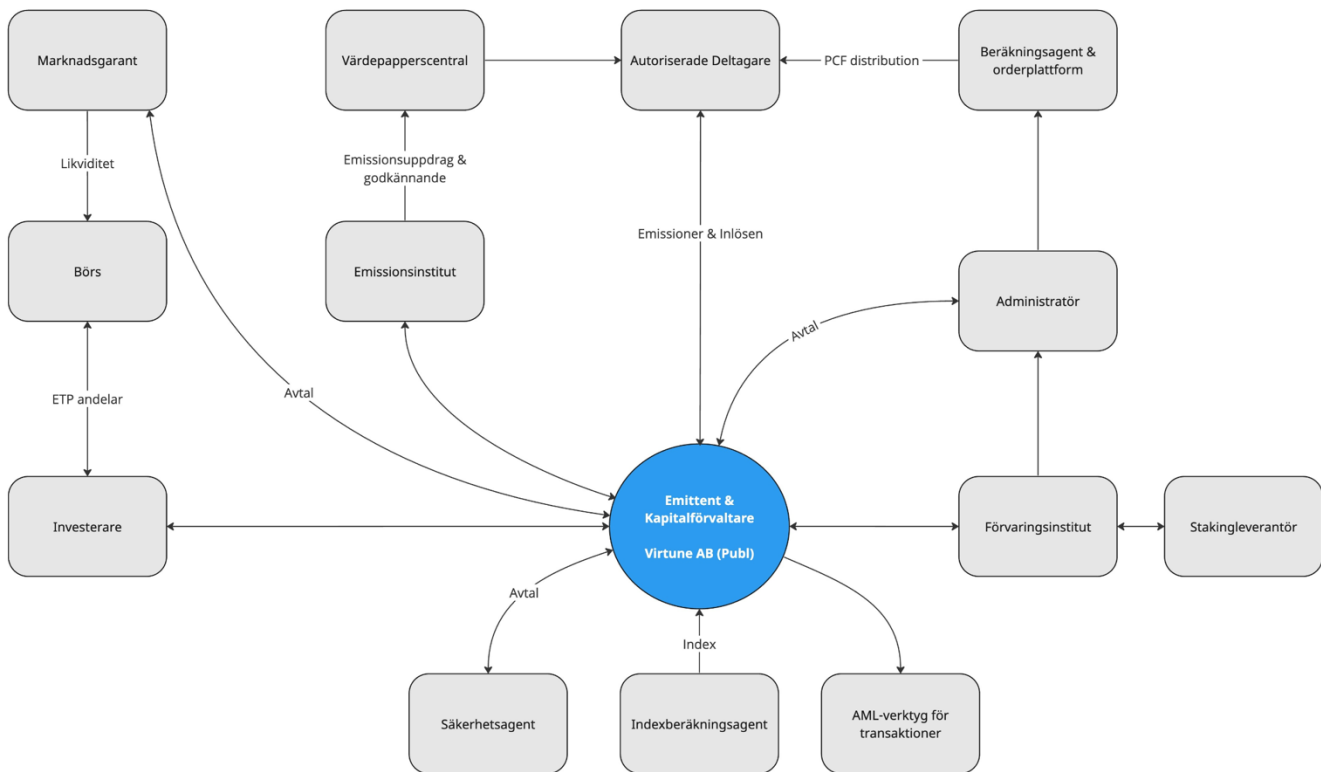 Marknadsgarant
Värdepapperscentral
Autoriserade Deltagare
PCF distribution
Beräkningsagent &
orderplattform
Likviditet
Emissionsuppdrag &
godkännande
Emissioner & Inlösen
Börs
Emissionsinstitut
Administratör
Avtal
ETP andelar
Avtal
Investerare
Emittent &
Kapitalförvaltare
Virtune AB (Publ)
Förvaringsinstitut
Stakingleverantör
Avtal
Index
Säkerhetsagent
Indexberäkningsagent
AML-verktyg för
transaktioner